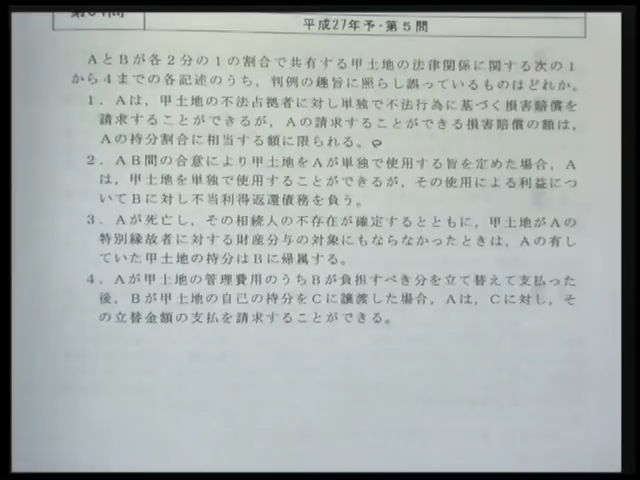 平成27年予・第5問
AとBが各2分の1の割合で共有する甲土地の法律関係に関する次の1
から4までの各記述のうち，判例の趣旨に照らし誤っているものはどれか。
1．Aは，甲土地の不法占拠者に対し単独で不法行為に基づく損害賠償を
請求することができるが，Aの請求することができる損害賠償の額は，
Aの持分割合に相当する額に限られる。
2．AB間の合意により甲土地をAが単独で使用する旨を定めた場合，A
は，甲土地を単独で使用することができるが，その使用による利益につ
いてBに対し不当利得返還債務を負う。
3．Aが死亡し，その相続人の不存在が確定するとともに，甲土地がAの
特別縁故者に対する財産分与の対象にもならなかったときは，Aの有し
ていた甲土地の持分はBに帰属する。
4．Aが甲土地の管理費用のうちBが負担すべき分を立て替えて支払った
後，Bが甲土地の自己の持分をCに譲渡した場合，Aは，Cに対し，そ
の立替金額の支払を請求することができる。